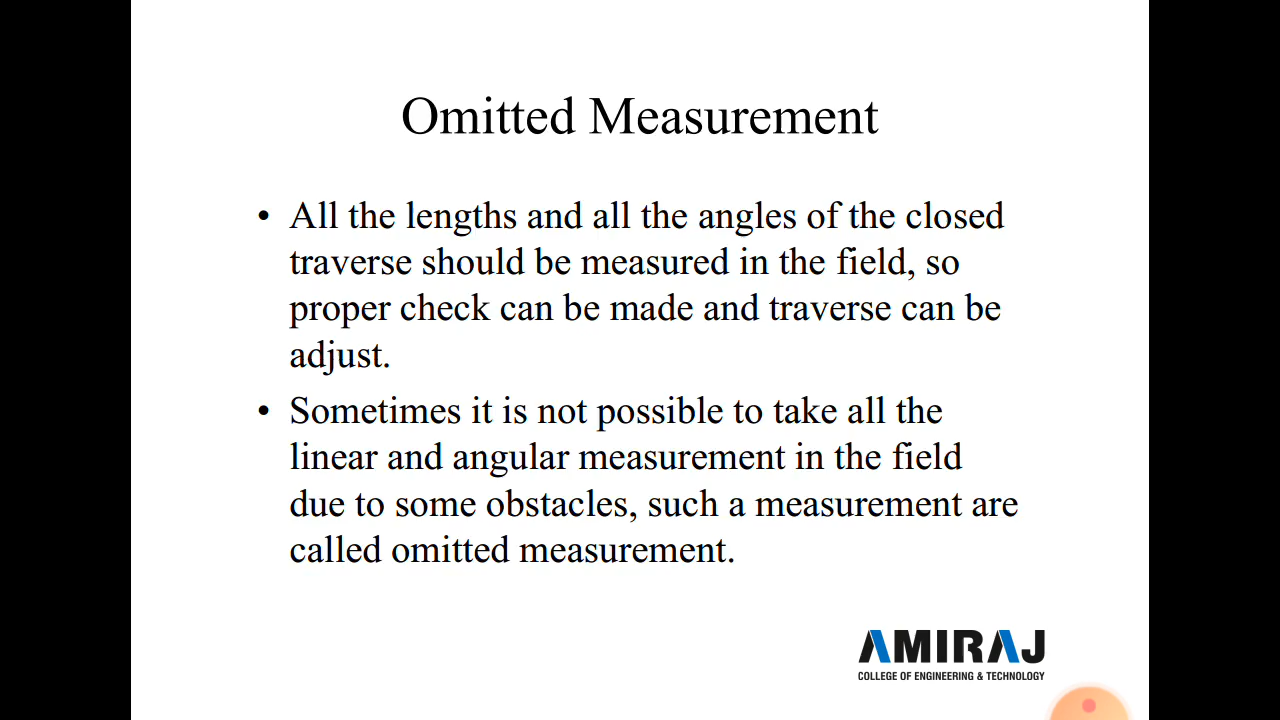 Omitted Measurement
• All the lengths and all the angles of the closed
traverse should be measured in the field, so
proper check can be made and traverse can be
adjust.
• Sometimes it is not possible to take all the
linear and angular measurement in the field
due to some obstacles, such a measurement are
called omitted measurement.
AMIRAJ
COLLEGE OF ENGINEERING & TECHNOLOGY